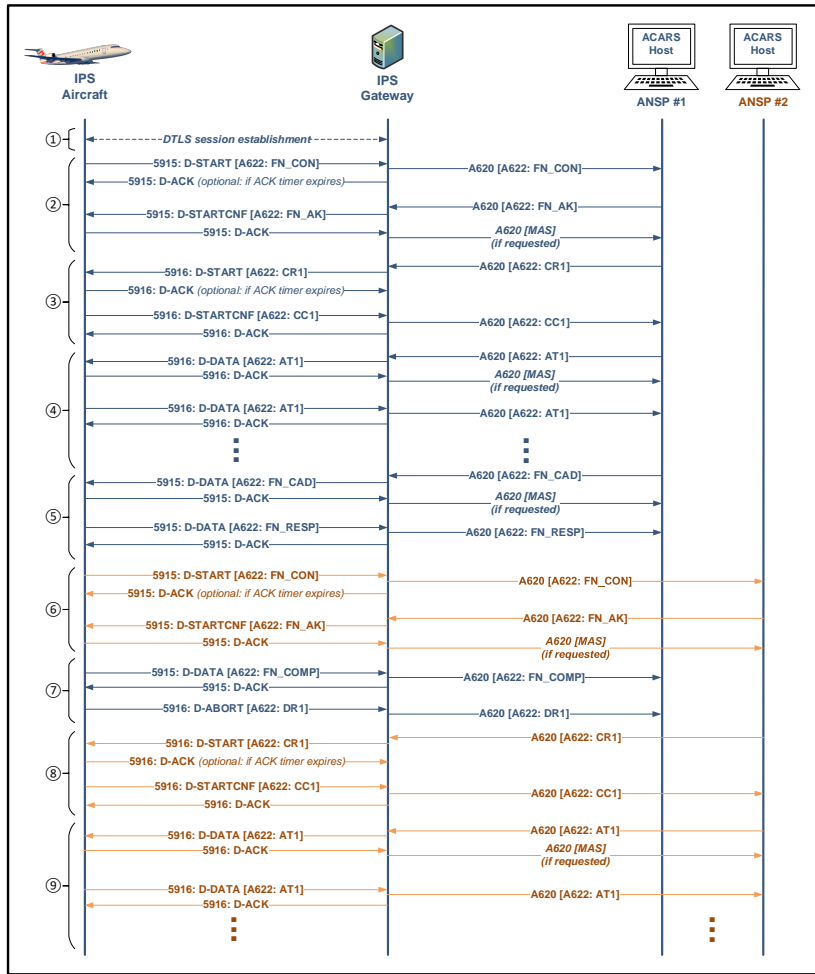 IPS
Aircraft
IPS
Gateway
ACARS
Host
ANSP #1
ACARS
Host
ANSP #2
①
DTLS session establishment
②
5915: D-START [A622: FN_CON]
A620 [A622: FN_CON]
5915: D-ACK (optional: if ACK timer expires)
A620 [A622: FN_AK]
5915: D-STARTCNF [A622: FN_AK]
5915: D-ACK
A620 [MAS]
(if requested)
③
A620 [A622: CR1]
5916: D-START [A622: CR1]
5916: D-ACK (optional: if ACK timer expires)
5916: D-STARTCNF [A622: CC1]
A620 [A622: CC1]
5916: D-ACK
④
A620 [A622: AT1]
5916: D-DATA [A622: AT1]
5916: D-ACK
A620 [MAS]
(if requested)
5916: D-DATA [A622: AT1]
A620 [A622: AT1]
5916: D-ACK
⑤
A620 [A622: FN_CAD]
5915: D-DATA [A622: FN_CAD]
5915: D-ACK
A620 [MAS]
(if requested)
5915: D-DATA [A622: FN_RESP]
A620 [A622: FN_RESP]
5915: D-ACK
⑥
5915: D-START [A622: FN_CON]
A620 [A622: FN_CON]
5915: D-ACK (optional: if ACK timer expires)
A620 [A622: FN_AK]
5915: D-STARTCNF [A622: FN_AK]
5915: D-ACK
A620 [MAS]
(if requested)
⑦
5915: D-DATA [A622: FN_COMP]
A620 [A622: FN_COMP]
5915: D-ACK
5916: D-ABORT [A622: DR1]
A620 [A622: DR1]
⑧
A620 [A622: CR1]
5916: D-START [A622: CR1]
5916: D-ACK (optional: if ACK timer expires)
5916: D-STARTCNF [A622: CC1]
A620 [A622: CC1]
5916: D-ACK
⑨
A620 [A622: AT1]
5916: D-DATA [A622: AT1]
5916: D-ACK
A620 [MAS]
(if requested)
5916: D-DATA [A622: AT1]
A620 [A622: AT1]
5916: D-ACK